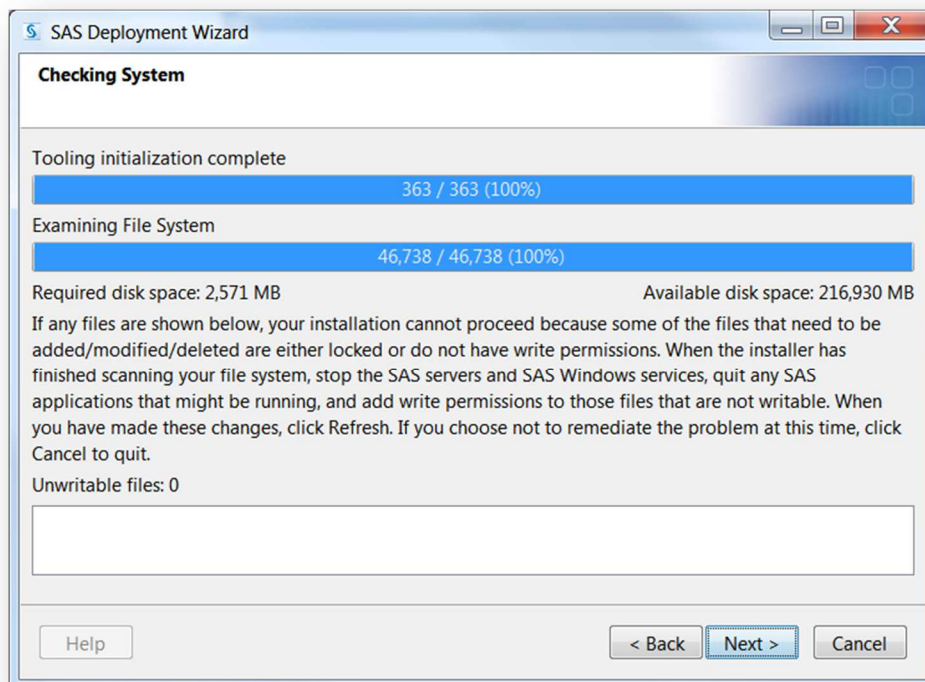 SAS Deployment Wizard
Checking System
Tooling initialization complete
363 / 363 (100%)
Examining File System
46,738 / 46,738 (100%)
Required disk space: 2,571 MB
Available disk space: 216,930 MB
If any files are shown below, your installation cannot proceed because some of the files that need to be
added/modified/deleted are either locked or do not have write permissions. When the installer has
finished scanning your file system, stop the SAS servers and SAS Windows services, quit any SAS
applications that might be running, and add write permissions to those files that are not writable. When
you have made these changes, click Refresh. If you choose not to remediate the problem at this time, click
Cancel to quit.
Unwritable files: 0
Help
< Back
Next >
Cancel